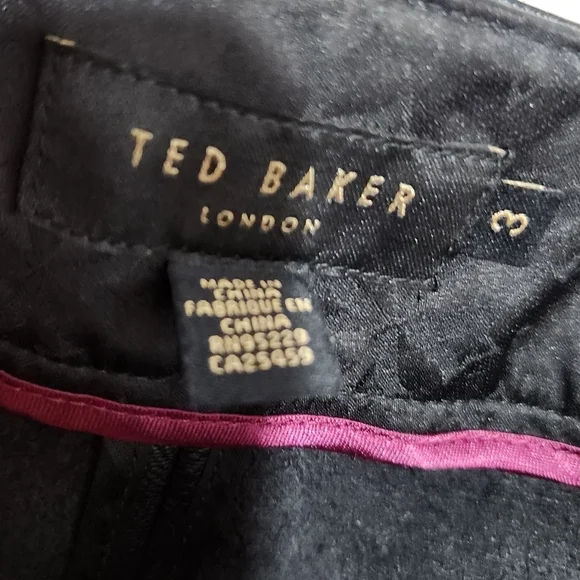 TED BAKER
LONDON
3
MADE IN
CHINA
FABRIQUE EN
CHINA
RN95229
CA25459